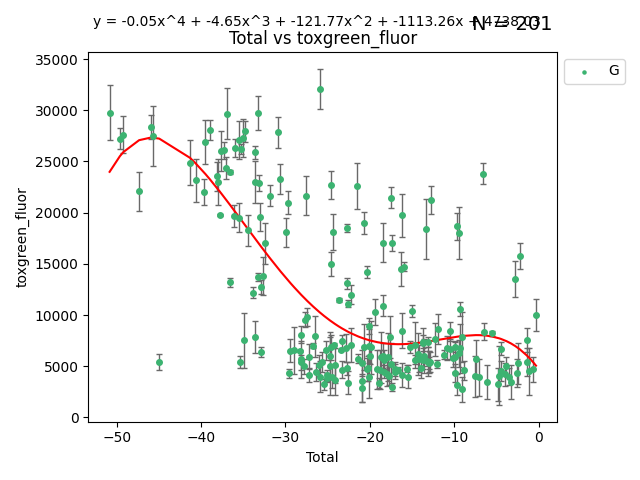 y = -0.05x^4 + -4.65x^3 + -121.77x^2 + -1113.26x + 4738.03
N = 201
Total vs toxgreen_fluor
G
35000
30000
25000
20000
15000
10000
5000
0
toxgreen_fluor
−50 −40 −30 −20 −10 0
Total